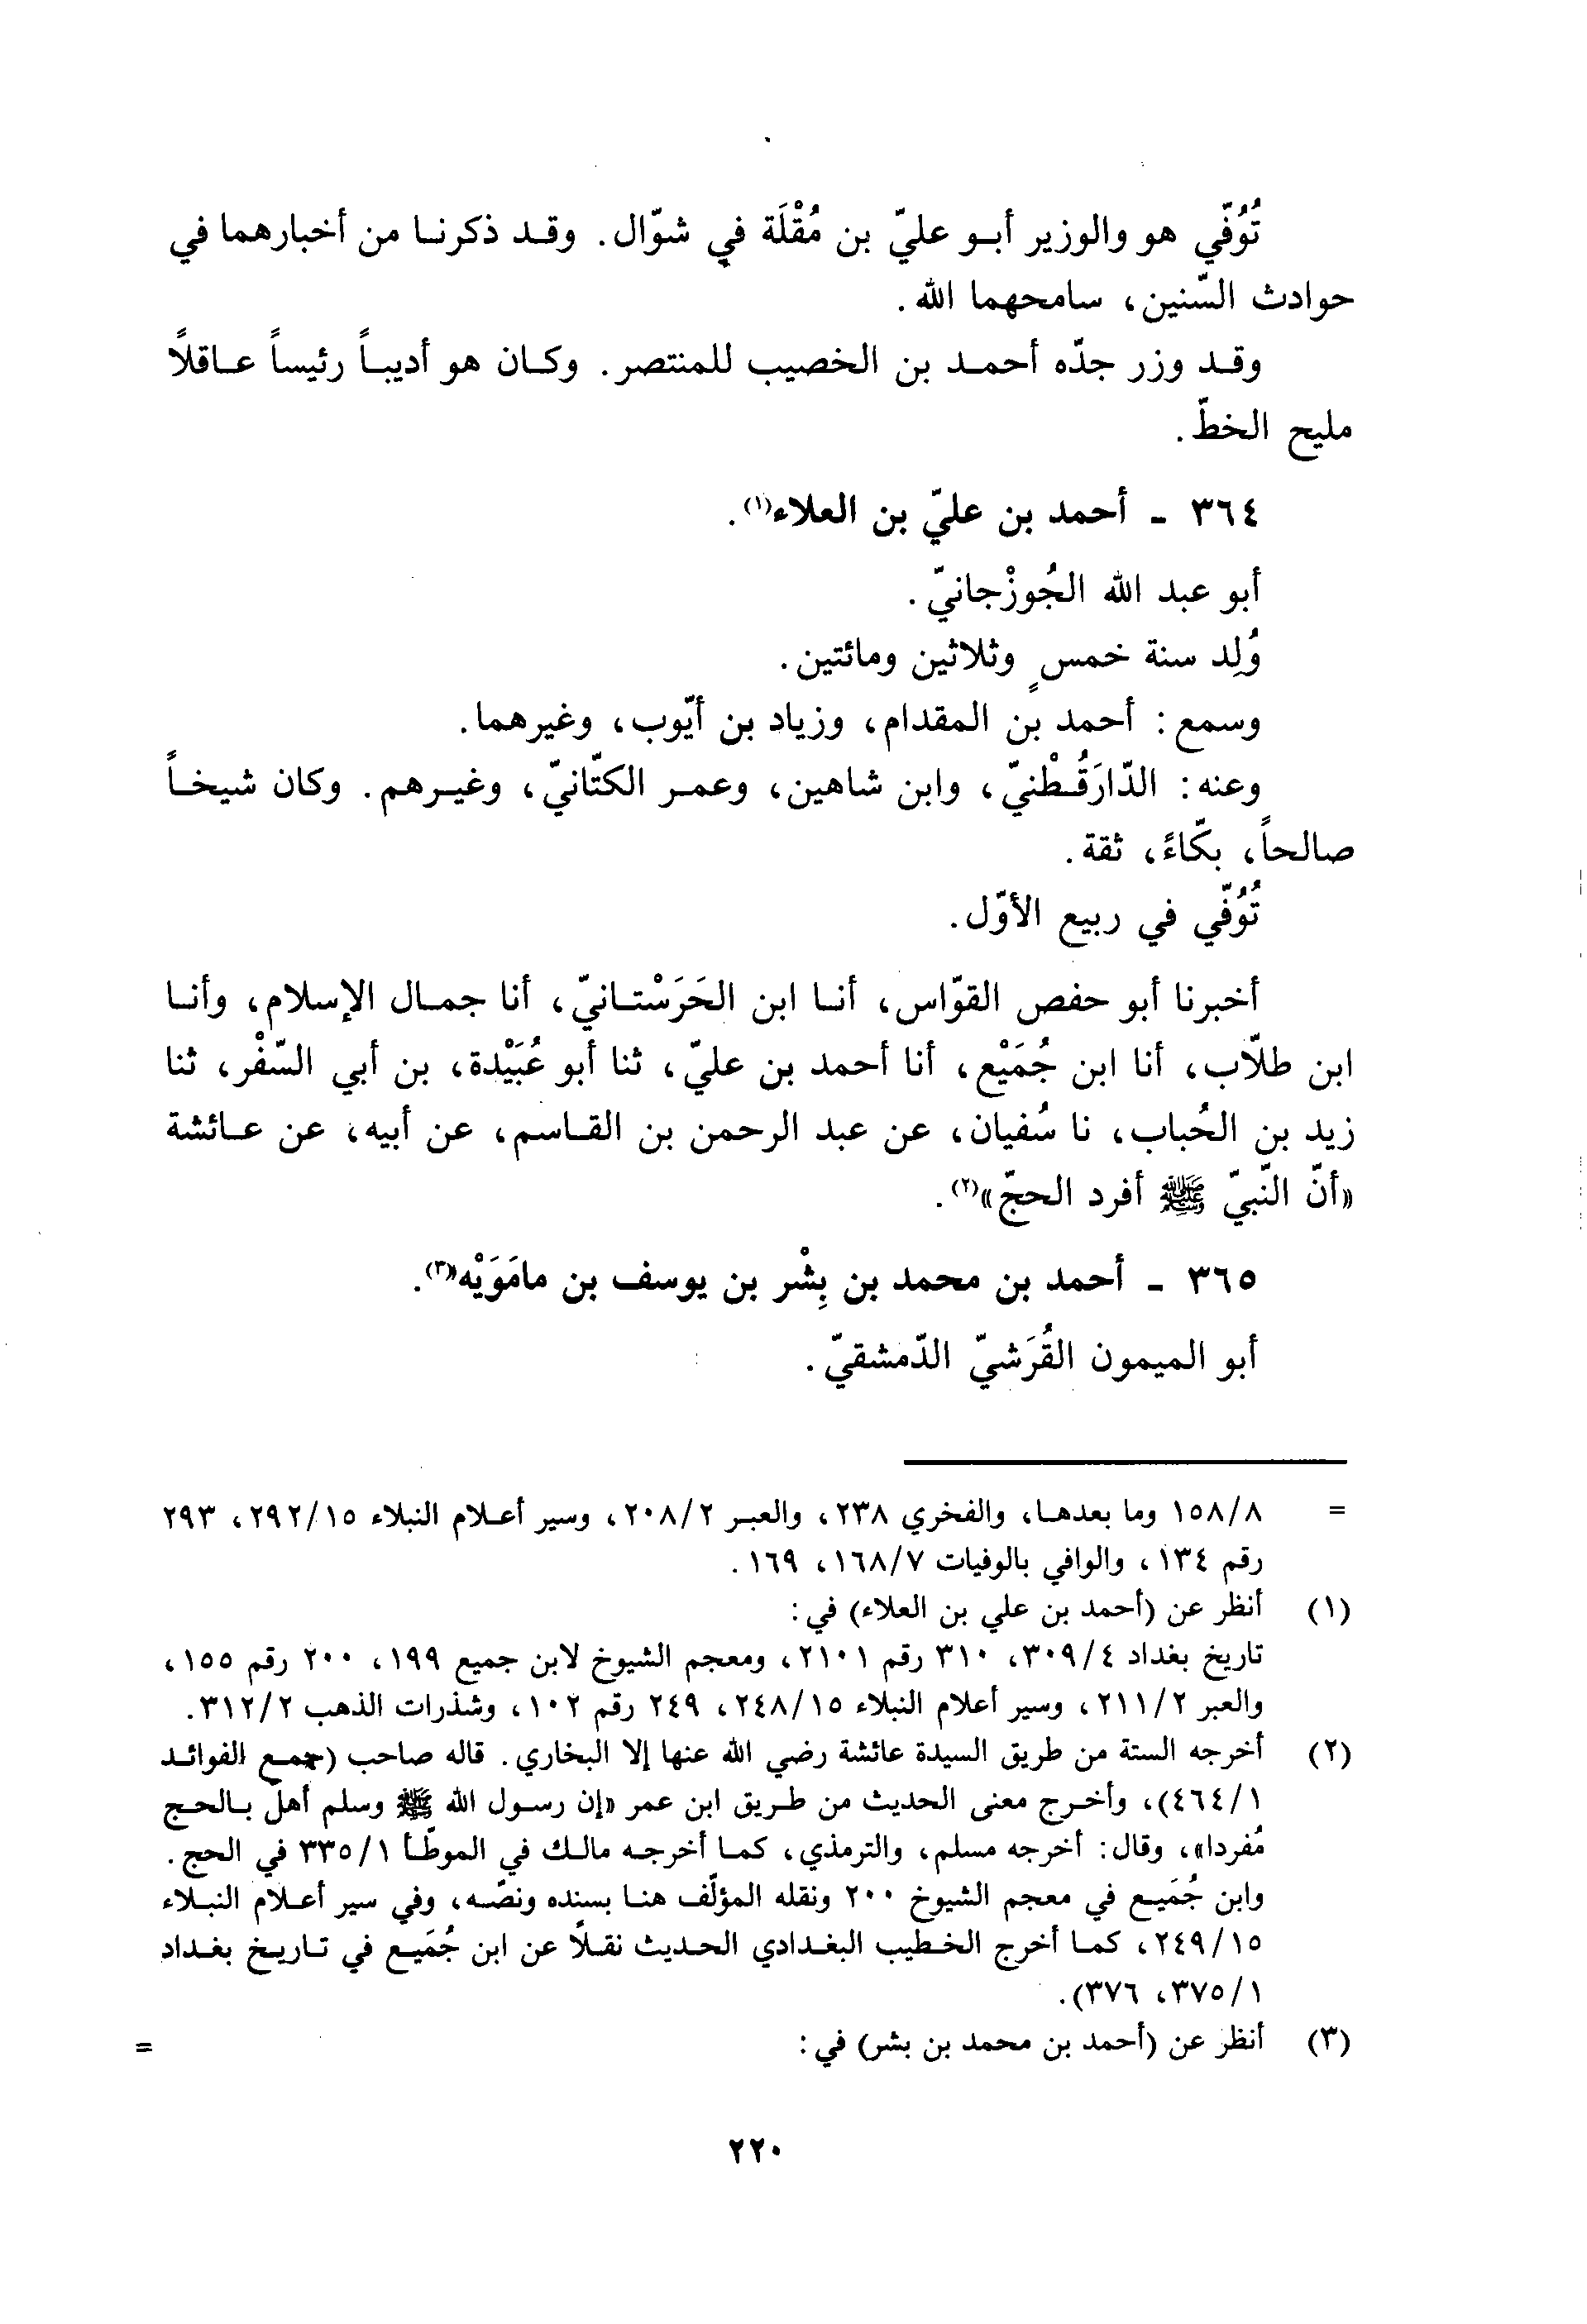 تُوُفّي هو والوزير أبو عليّ بن مُقْلَة في شوّال. وقد ذكرنا من أخبارهما في
حوادث السّنين، سامحهما الله.
وقد وزر جدّه أحمد بن الخصيب للمنتصر. وكان هو أديباً رئيساً عاقلاً
مليح الخطّ.
٣٦٤ - أحمد بن عليّ بن العلاء(١).
أبو عبد الله الجُوزْجانيّ.
وُلِد سنة خمسٍ وثلاثين ومائتين.
وسمع: أحمد بن المقدام، وزياد بن أيّوب، وغيرهما.
وعنه: الدّارَقُطْنيّ، وابن شاهين، وعمر الكتّانيّ، وغيرهم. وكان شيخاً
صالحاً، بكّاءً، ثقة.
تُوُفّي في ربيع الأوّل.
أخبرنا أبو حفص القوّاس، أنا ابن الحَرَسْتانيّ، أنا جمال الإسلام، وأنا
ابن طلّاب، أنا ابن جُمَيْع، أنا أحمد بن عليّ، ثنا أبو عُبَيْدة، بن أبي السّفْر، ثنا
زيد بن الحُباب، نا سُفيان، عن عبد الرحمن بن القاسم، عن أبيه، عن عائشة
«أنّ النّبيّ ﷺ أفرد الحجّ»(٢).
٣٦٥ - أحمد بن محمد بن بِشْر بن يوسف بن مامَوَيْه(٣).
أبو الميمون القُرَشيّ الدّمشقيّ.
= ١٥٨/٨ وما بعدها، والفخري ٢٣٨، والعبر ٢٠٨/٢، وسير أعلام النبلاء ٢٩٢/١٥، ٢٩٣
رقم ١٣٤، والوافي بالوفيات ١٦٨/٧، ١٦٩.
(١) أنظر عن (أحمد بن علي بن العلاء) في:
تاريخ بغداد ٣٠٩/٤، ٣١٠ رقم ٢١٠١، ومعجم الشيوخ لابن جميع ١٩٩، ٢٠٠ رقم ١٥٥،
والعبر ٢١١/٢، وسير أعلام النبلاء ٢٤٨/١٥، ٢٤٩ رقم ١٠٢، وشذرات الذهب ٣١٢/٢.
(٢) أخرجه الستة من طريق السيدة عائشة رضي الله عنها إلا البخاري. قاله صاحب (جمع الفوائد
٤٦٤/١)، وأخرج معنى الحديث من طريق ابن عمر «إن رسول الله ﷺ وسلم أهلّ بالحج
مُفردا»، وقال: أخرجه مسلم، والترمذي، كما أخرجه مالك في الموطّأ ٣٣٥/١ في الحج.
وابن جُمَيع في معجم الشيوخ ٢٠٠ ونقله المؤلّف هنا بسنده ونصّه، وفي سير أعلام النبلاء
٢٤٩/١٥، كما أخرج الخطيب البغدادي الحديث نقلاً عن ابن جُمَيع في تاريخ بغداد
٣٧٥/١، ٣٧٦).
(٣) أنظر عن (أحمد بن محمد بن بشر) في: =
٢٢٠